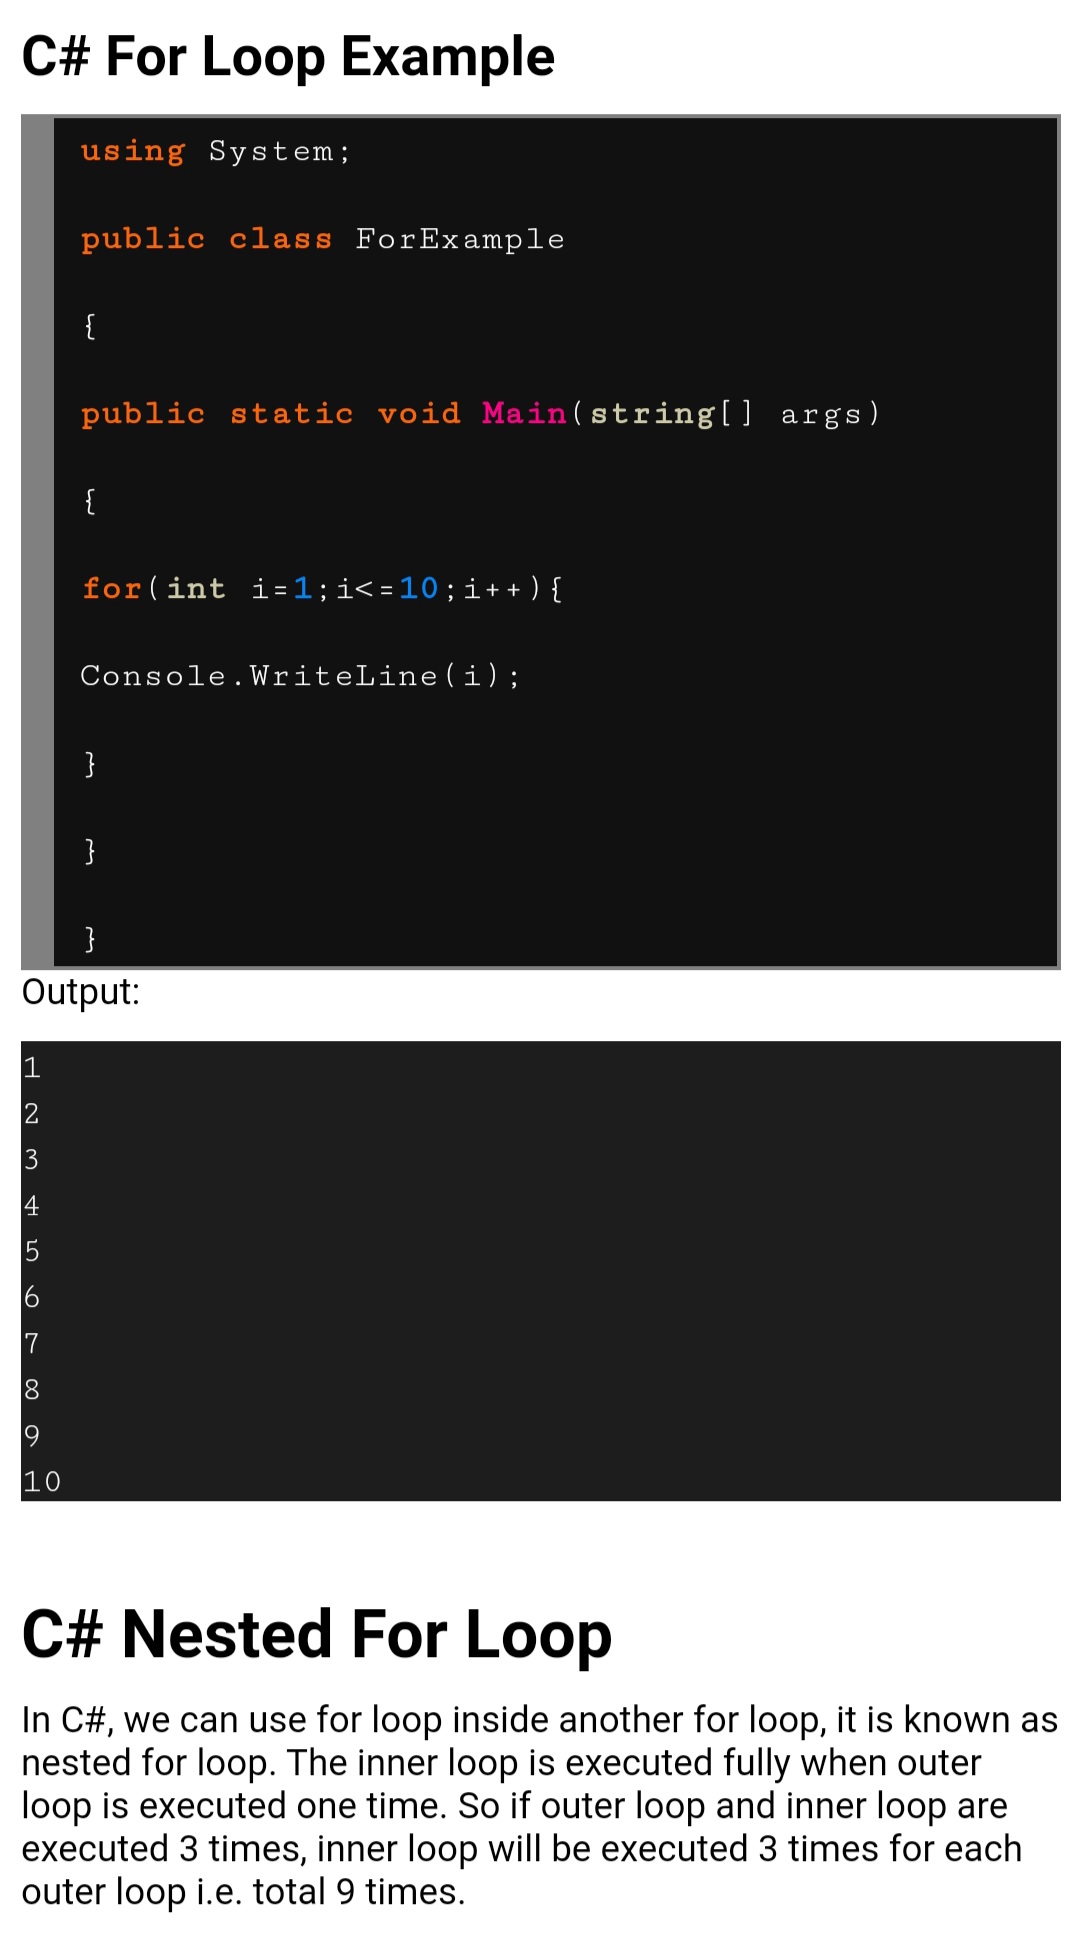 C# For Loop Example
using System;
public class ForExample
{
public static void Main(string[] args)
{
for(int i=1;i<=10;i++){
Console.WriteLine(i);
}
}
}
Output:
1
2
3
4
5
6
7
8
9
10
C# Nested For Loop
In C#, we can use for loop inside another for loop, it is known as
nested for loop. The inner loop is executed fully when outer
loop is executed one time. So if outer loop and inner loop are
executed 3 times, inner loop will be executed 3 times for each
outer loop i.e. total 9 times.